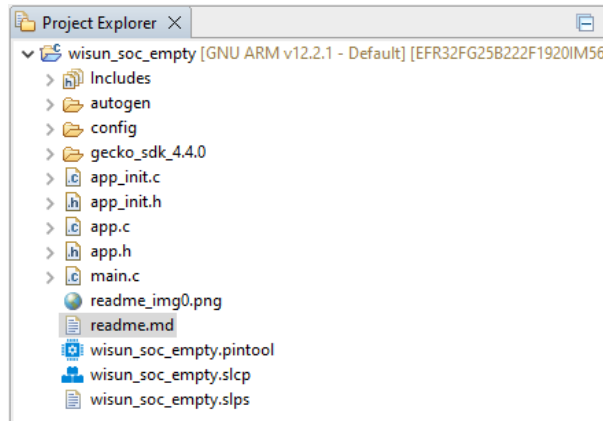 Project Explorer
wisun_soc_empty [GNU ARM v12.2.1 - Default] [EFR32FG25B222F1920IM56
Includes
autogen
config
gecko_sdk_4.4.0
app_init.c
app_init.h
app.c
app.h
main.c
readme_img0.png
readme.md
wisun_soc_empty.pintool
wisun_soc_empty.slcp
wisun_soc_empty.slps